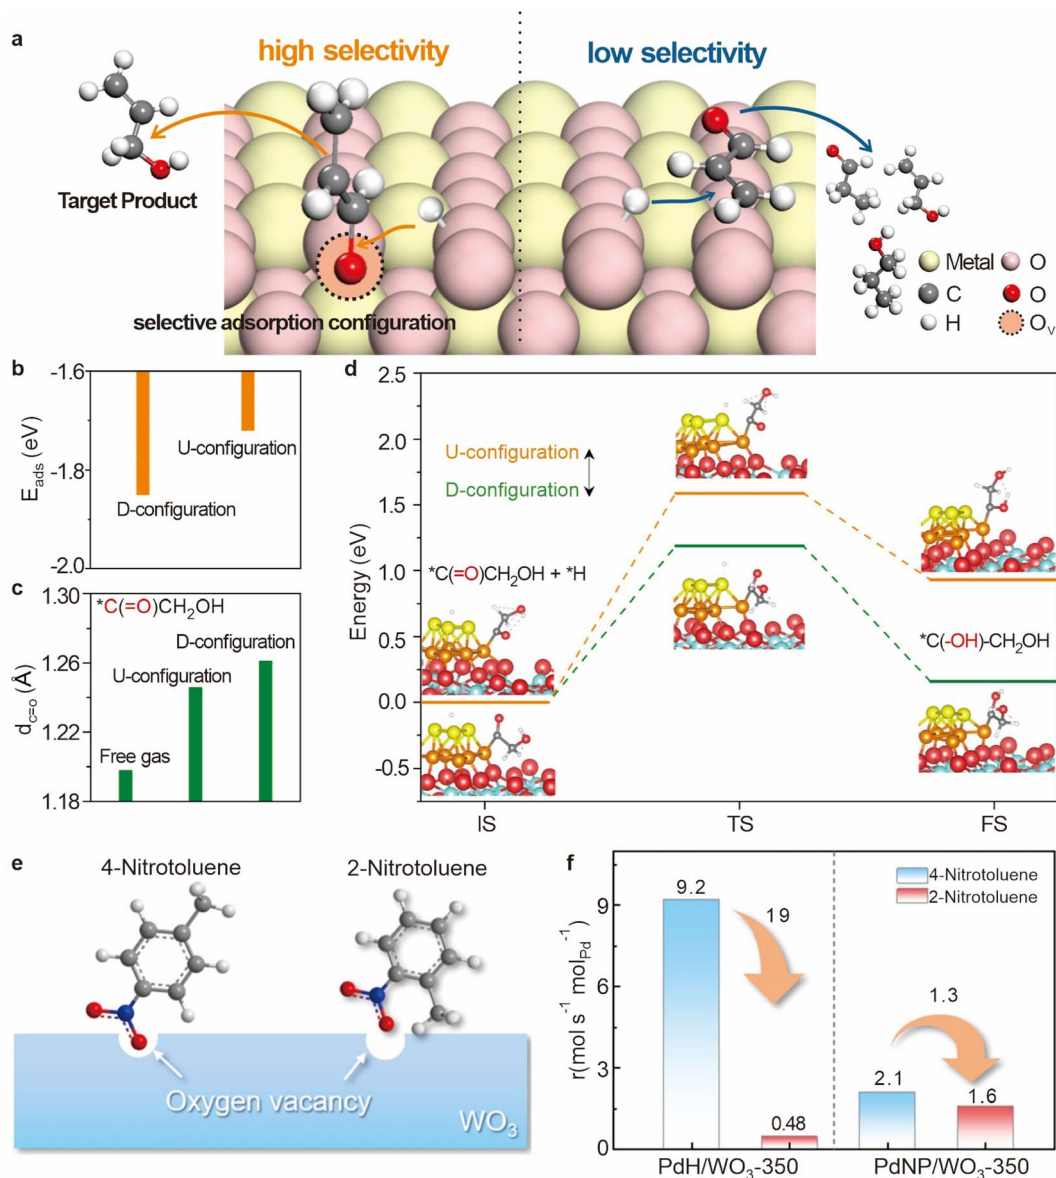 a
high selectivity
low selectivity
Target Product
selective adsorption configuration
Metal
O
C
O
H
Oᵥ
b
-1.6
-1.8
-2.0
E_ads (eV)
D-configuration
U-configuration
c
1.30
1.26
1.22
1.18
d_c=o (Å)
*C(=O)CH₂OH
Free gas
U-configuration
D-configuration
d
2.5
2.0
1.5
1.0
0.5
0.0
-0.5
Energy (eV)
U-configuration
D-configuration
*C(=O)CH₂OH + *H
*C(-OH)-CH₂OH
IS
TS
FS
e
4-Nitrotoluene
2-Nitrotoluene
Oxygen vacancy
WO₃
f
9
6
3
0
r(mol s⁻¹ mol_Pd⁻¹)
4-Nitrotoluene
2-Nitrotoluene
9.2
19
0.48
1.3
2.1
1.6
PdH/WO₃-350
PdNP/WO₃-350